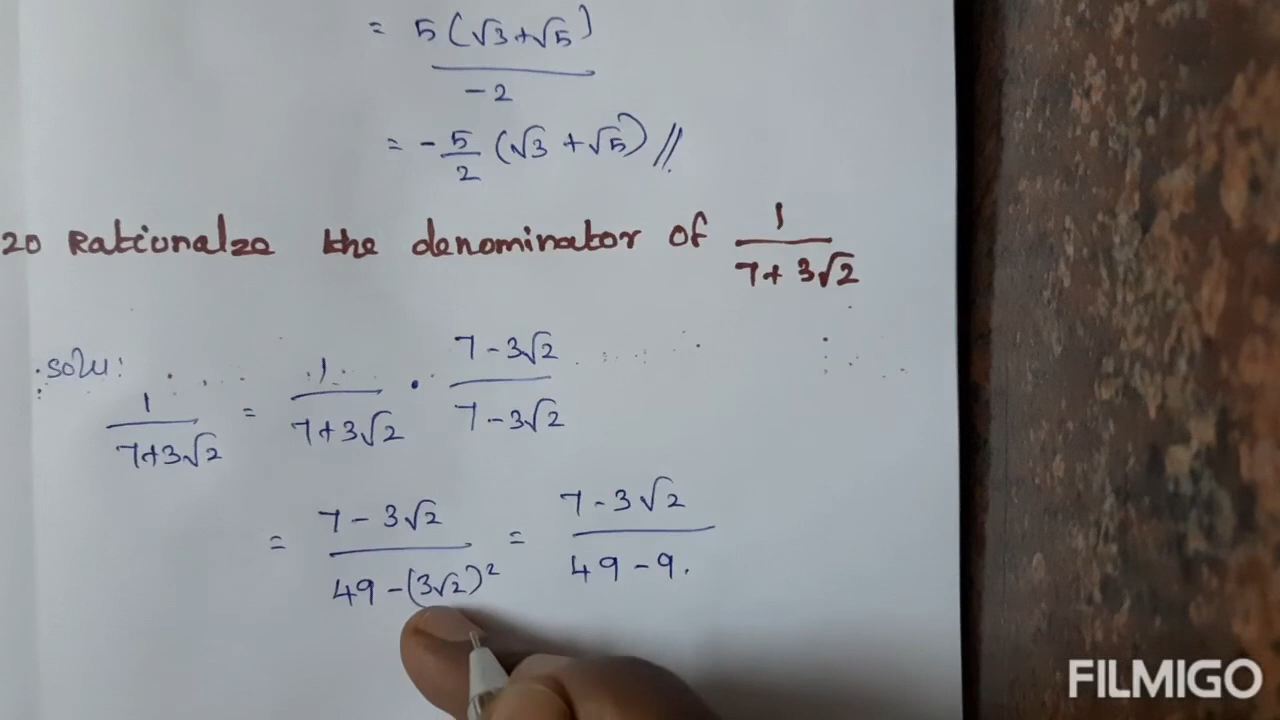 = 5(√3+√5)
-2
= -5/2 (√3 + √5) //
20 Rationalze the denominator of 1/(7+3√2)
Solu:
1/(7+3√2) = 1/(7+3√2) · (7-3√2)/(7-3√2)
= (7-3√2)/(49-(3√2)²) = (7-3√2)/(49-9.
FILMIGO